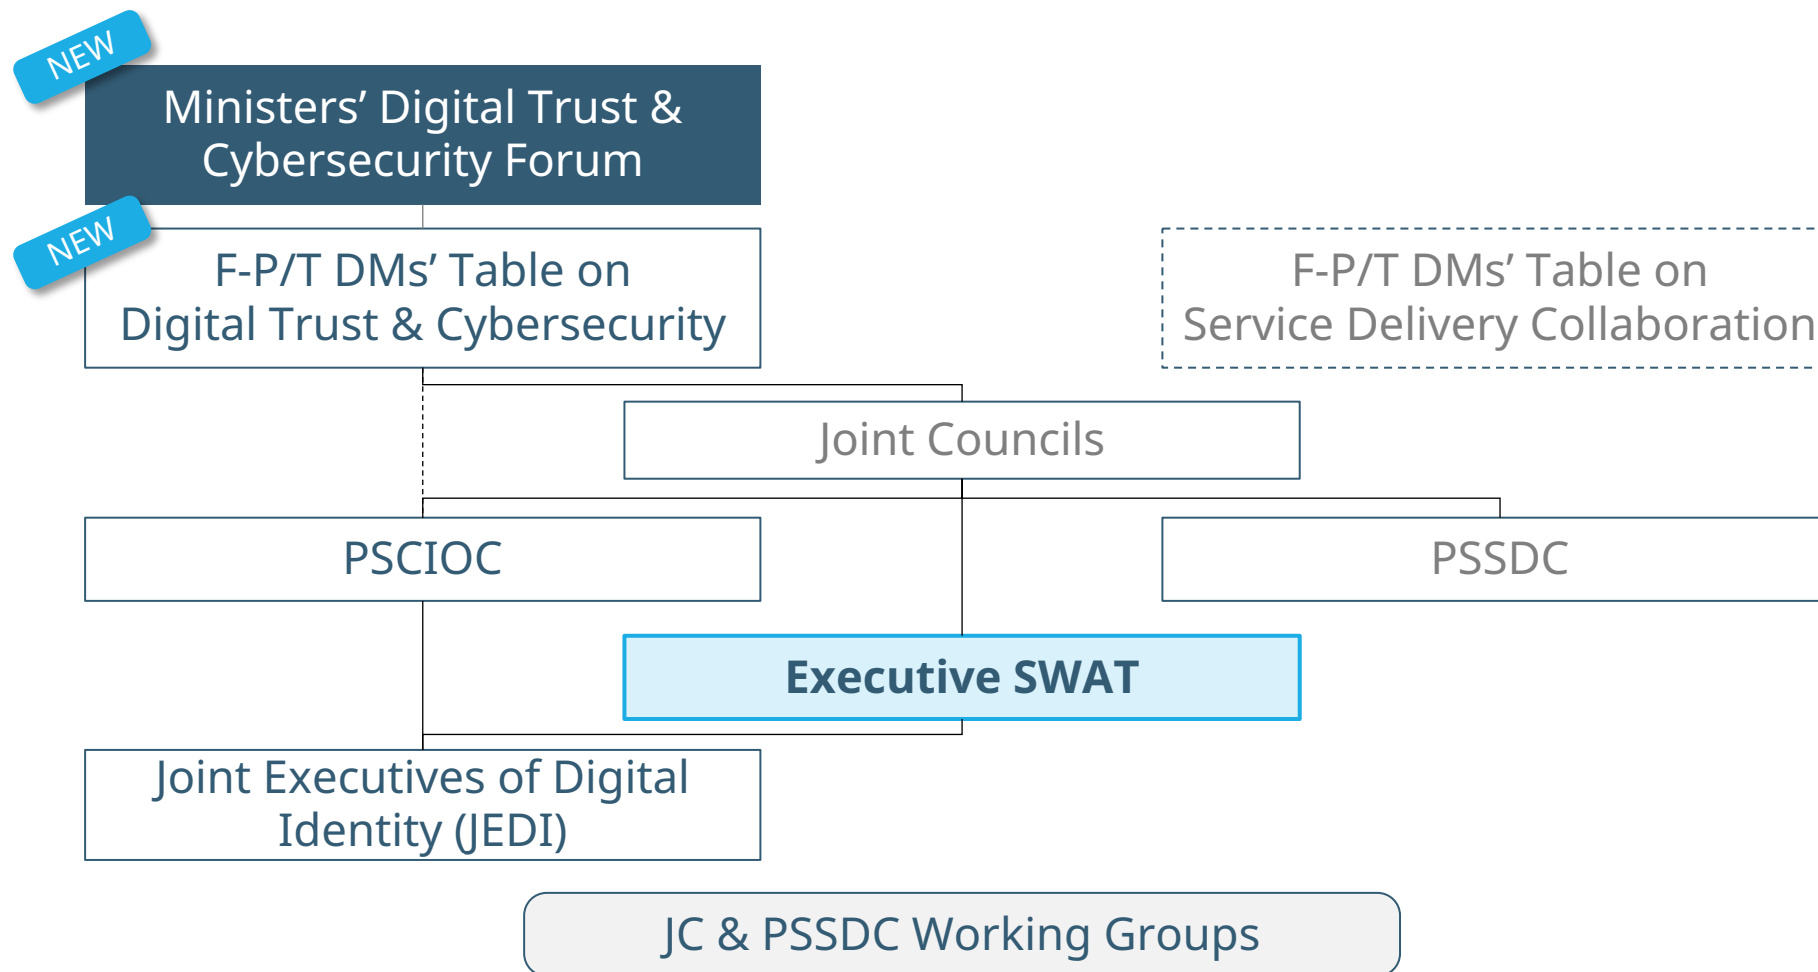 NEW
Ministers’ Digital Trust &
Cybersecurity Forum
NEW
F-P/T DMs’ Table on
Digital Trust & Cybersecurity
F-P/T DMs’ Table on
Service Delivery Collaboration
Joint Councils
PSCIOC
PSSDC
Executive SWAT
Joint Executives of Digital
Identity (JEDI)
JC & PSSDC Working Groups